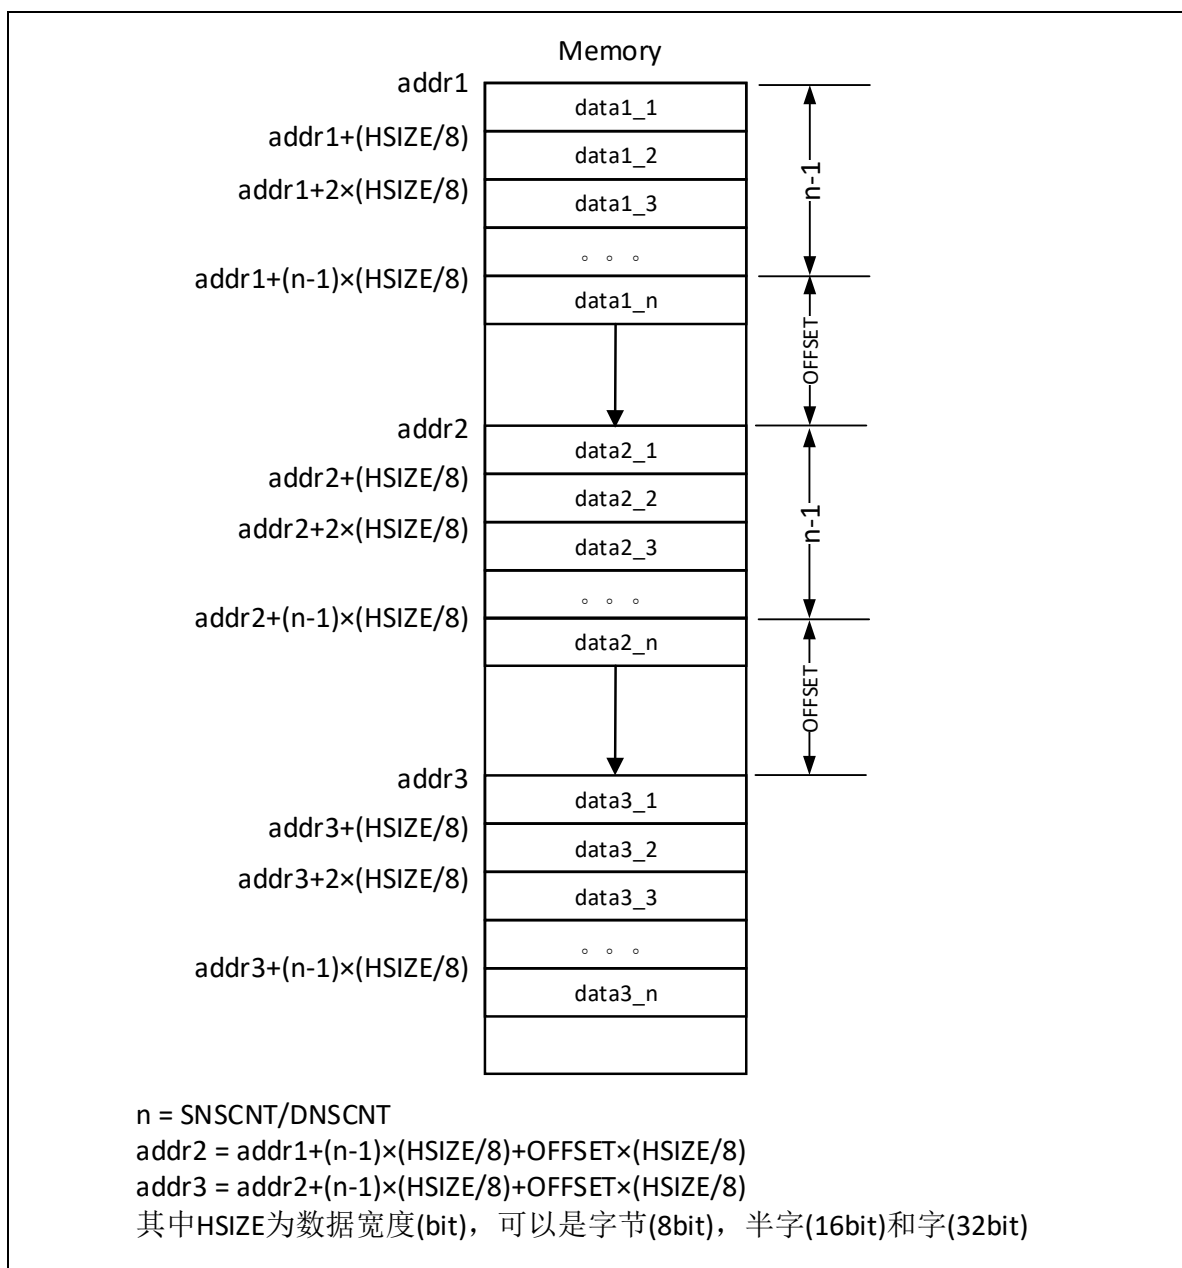 Memory
addr1
data1_1
addr1+(HSIZE/8)
data1_2
addr1+2×(HSIZE/8)
data1_3
n-1
。。。
addr1+(n-1)×(HSIZE/8)
data1_n
OFFSET
addr2
data2_1
addr2+(HSIZE/8)
data2_2
addr2+2×(HSIZE/8)
data2_3
n-1
。。。
addr2+(n-1)×(HSIZE/8)
data2_n
OFFSET
addr3
data3_1
addr3+(HSIZE/8)
data3_2
addr3+2×(HSIZE/8)
data3_3
。。。
addr3+(n-1)×(HSIZE/8)
data3_n
n = SNSCNT/DNSCNT
addr2 = addr1+(n-1)×(HSIZE/8)+OFFSET×(HSIZE/8)
addr3 = addr2+(n-1)×(HSIZE/8)+OFFSET×(HSIZE/8)
其中HSIZE为数据宽度(bit)，可以是字节(8bit)，半字(16bit)和字(32bit)